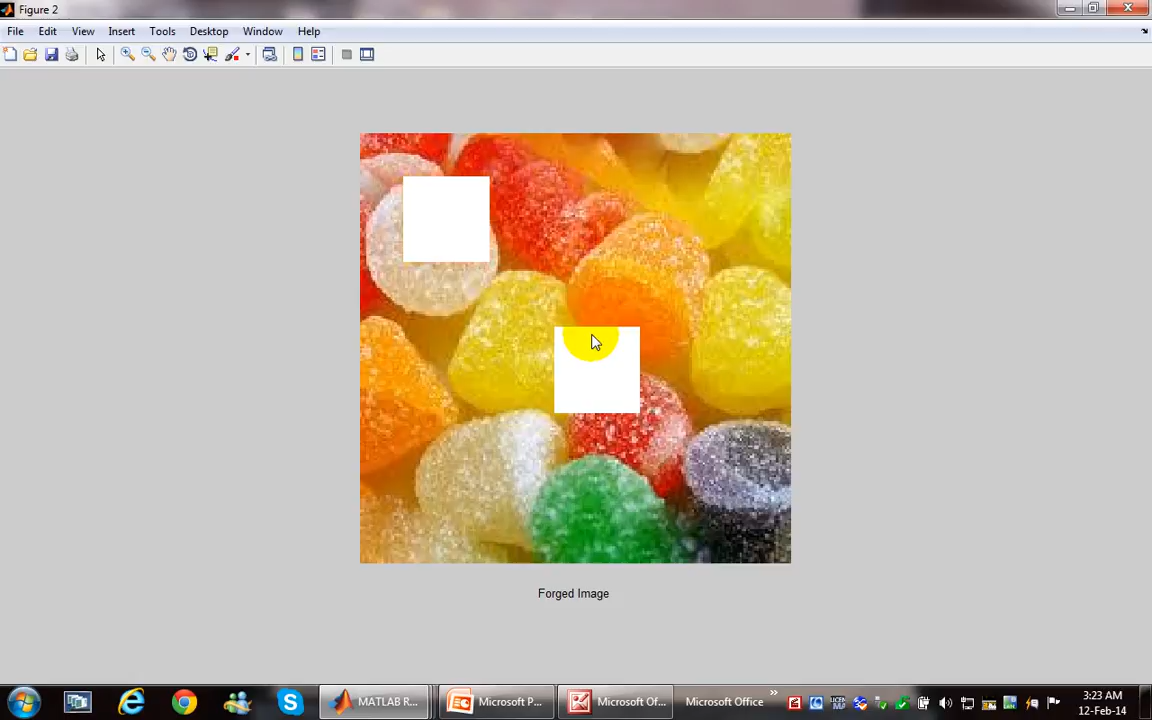 Figure 2
File Edit View Insert Tools Desktop Window Help
Forged Image
MATLAB R...
Microsoft P...
Microsoft Of...
Microsoft Office
3:23 AM
12-Feb-14